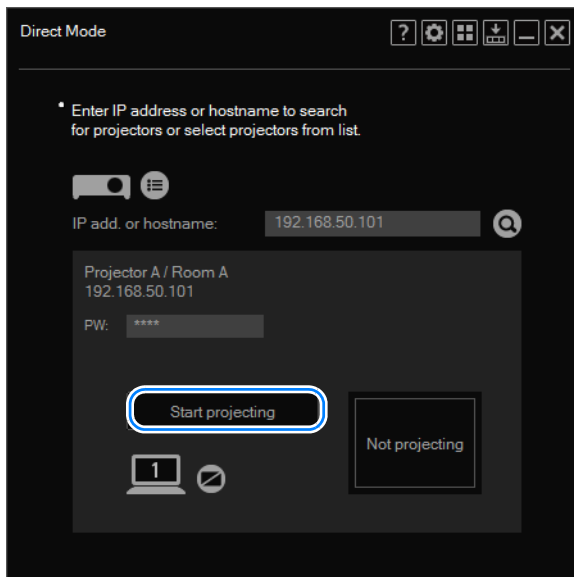 Direct Mode
?
Enter IP address or hostname to search
for projectors or select projectors from list.
IP add. or hostname: 192.168.50.101
Projector A / Room A
192.168.50.101
PW: ****
Start projecting
Not projecting
1